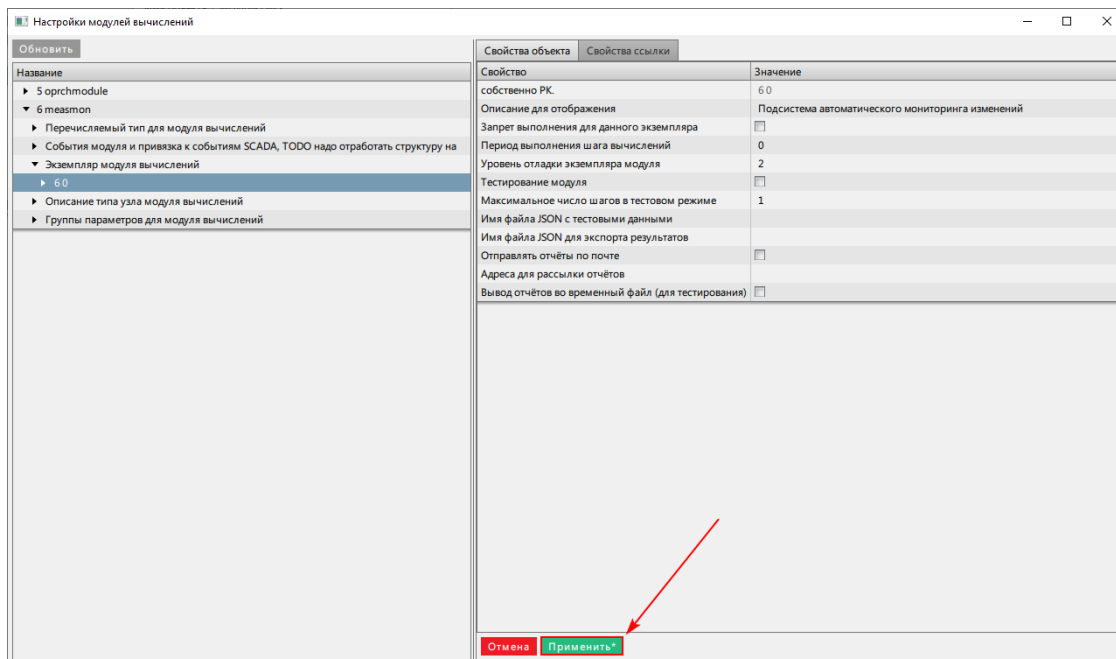 Настройки модулей вычислений
Обновить
Название
5 oprchmodule
6 measmon
Перечисляемый тип для модуля вычислений
События модуля и привязка к событиям SCADA, TODO надо отработать структуру на
Экземпляр модуля вычислений
6 0
Описание типа узла модуля вычислений
Группы параметров для модуля вычислений
Свойства объекта Свойства ссылки
Свойство Значение
собственно РК. 6 0
Описание для отображения Подсистема автоматического мониторинга изменений
Запрет выполнения для данного экземпляра
Период выполнения шага вычислений 0
Уровень отладки экземпляра модуля 2
Тестирование модуля
Максимальное число шагов в тестовом режиме 1
Имя файла JSON с тестовыми данными
Имя файла JSON для экспорта результатов
Отправлять отчёты по почте
Адреса для рассылки отчётов
Вывод отчётов во временный файл (для тестирования)
Отмена Применить*